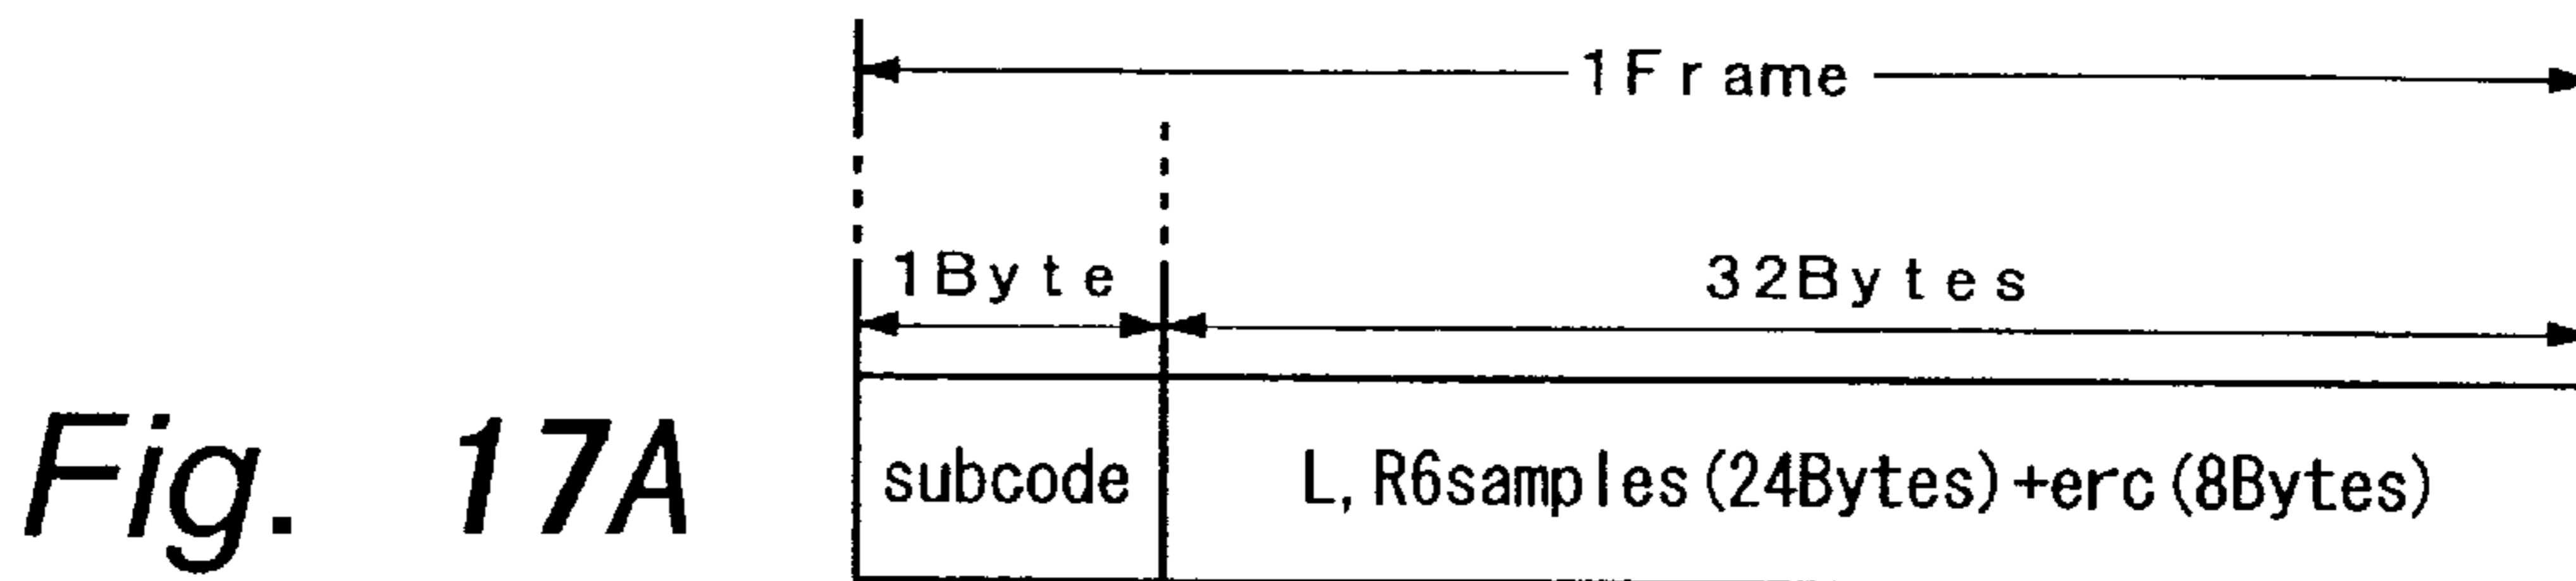 1Frame
1Byte
32Bytes
Fig. 17A
subcode
L,R6samples(24Bytes)+erc(8Bytes)